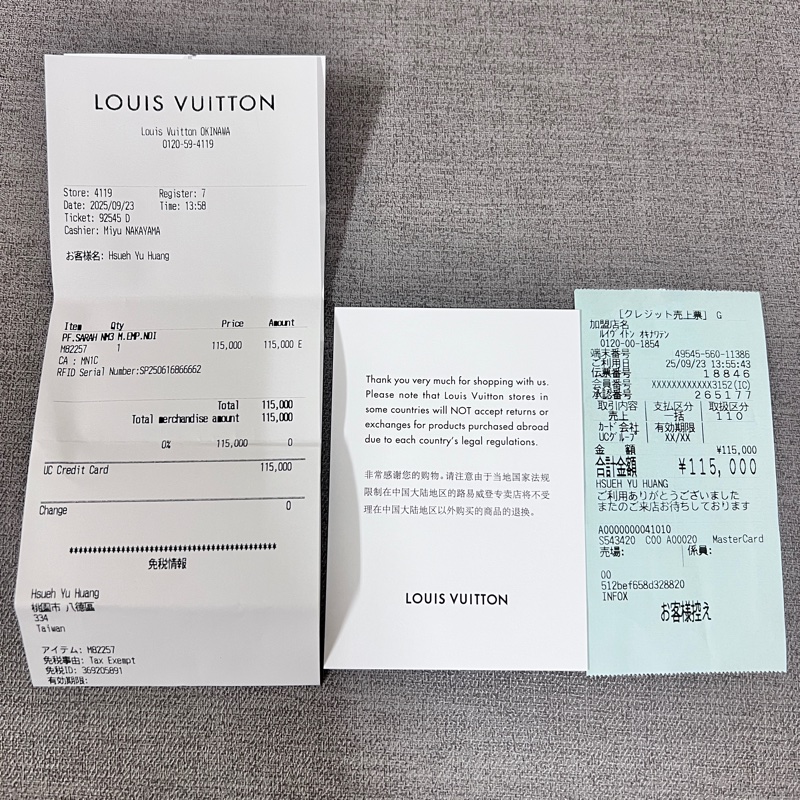 LOUIS VUITTON
Louis Vuitton OKINAWA
0120-59-4119
Store: 4119 Register: 7
Date: 2025/09/23 Time: 13:58
Ticket: 92545 D
Cashier: Miyu NAKAYAMA
お客様名: Hsueh Yu Huang
Item Qty Price Amount
PF.SARAH NM3 M.EMP.NOI
M82257 1 115,000 115,000 E
CA : MN1C
RFID Serial Number:SP250616866662
Total 115,000
Total merchandise amount 115,000
0% 115,000 0
UC Credit Card 115,000
Change 0
****************************************
免税情報
Hsueh Yu Huang
桃園市 八德區
334
Taiwan
アイテム: M82257
免税事由: Tax Exempt
免税ID: 369205891
有効期限:
Thank you very much for shopping with us.
Please note that Louis Vuitton stores in
some countries will NOT accept returns or
exchanges for products purchased abroad
due to each country's legal regulations.
非常感谢您的购物。请注意由于当地国家法规
限制在中国大陆地区的路易威登专卖店将不受
理在中国大陆地区以外购买的商品的退换。
LOUIS VUITTON
[クレジット売上票] G
加盟店名
ルイヴイトン オキナワテン
0120-00-1854
端末番号 49545-560-11386
ご利用日 25/09/23 13:55:43
伝票番号 18846
会員番号 XXXXXXXXXXXX3152(IC)
承認番号 265177
取引内容 支払区分 取扱区分
売上 一括 110
カード会社 有効期限
UCグループ XX/XX
金額 ¥115,000
合計金額 ¥115,000
HSUEH YU HUANG
ご利用ありがとうございました
またのご来店お待ちしております
A0000000041010
S543420 C00 A00020 MasterCard
売場: 係員:
00
512bef658d328820
INFOX
お客様控え